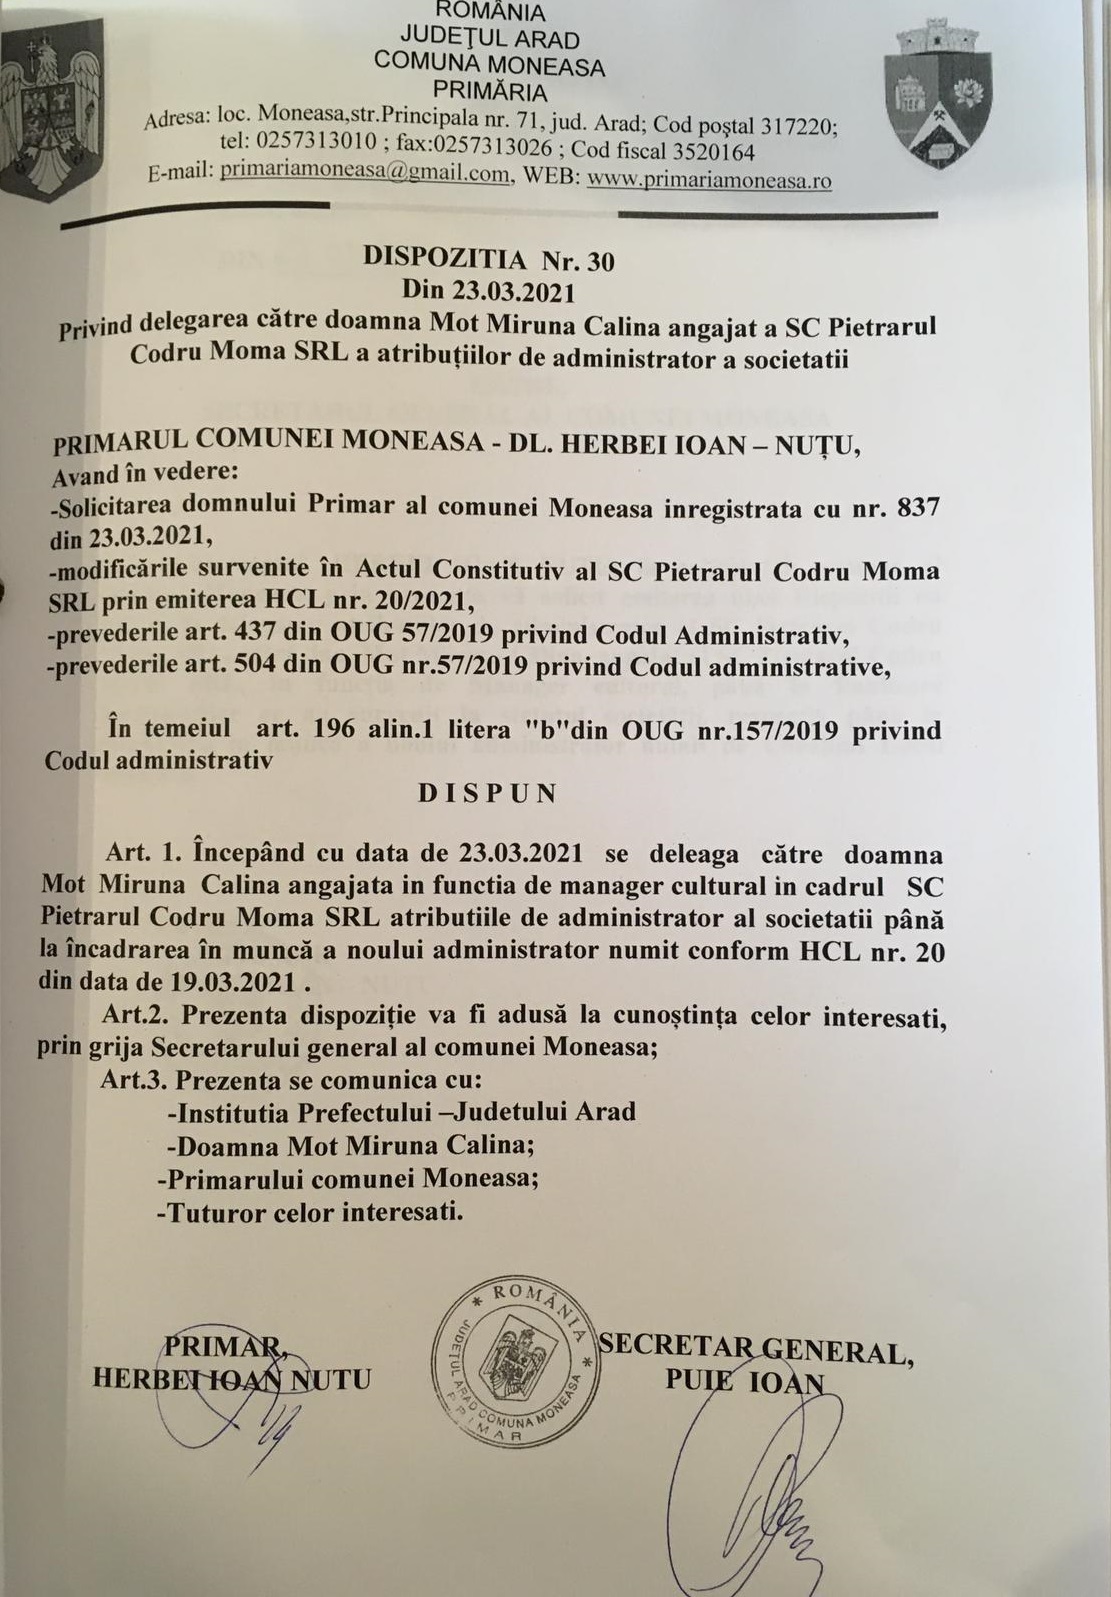 ROMÂNIA
JUDEŢUL ARAD
COMUNA MONEASA
PRIMĂRIA
Adresa: loc. Moneasa,str.Principala nr. 71, jud. Arad; Cod poştal 317220;
tel: 0257313010 ; fax:0257313026 ; Cod fiscal 3520164
E-mail: primariamoneasa@gmail.com, WEB: www.primariamoneasa.ro
DISPOZITIA Nr. 30
Din 23.03.2021
Privind delegarea către doamna Mot Miruna Calina angajat a SC Pietrarul
Codru Moma SRL a atribuțiilor de administrator a societatii
PRIMARUL COMUNEI MONEASA - DL. HERBEI IOAN – NUȚU,
Avand în vedere:
-Solicitarea domnului Primar al comunei Moneasa inregistrata cu nr. 837
din 23.03.2021,
-modificările survenite în Actul Constitutiv al SC Pietrarul Codru Moma
SRL prin emiterea HCL nr. 20/2021,
-prevederile art. 437 din OUG 57/2019 privind Codul Administrativ,
-prevederile art. 504 din OUG nr.57/2019 privind Codul administrative,
În temeiul art. 196 alin.1 litera "b"din OUG nr.157/2019 privind
Codul administrativ
D I S P U N
Art. 1. Începând cu data de 23.03.2021 se deleaga către doamna
Mot Miruna Calina angajata in functia de manager cultural in cadrul SC
Pietrarul Codru Moma SRL atributiile de administrator al societatii până
la încadrarea în muncă a noului administrator numit conform HCL nr. 20
din data de 19.03.2021 .
Art.2. Prezenta dispoziție va fi adusă la cunoștința celor interesati,
prin grija Secretarului general al comunei Moneasa;
Art.3. Prezenta se comunica cu:
-Institutia Prefectului –Judetului Arad
-Doamna Mot Miruna Calina;
-Primarului comunei Moneasa;
-Tuturor celor interesati.
PRIMAR,
HERBEI IOAN NUTU
* ROMÂNIA *
JUDEŢUL ARAD COMUNA MONEASA
PRIMAR
SECRETAR GENERAL,
PUIE IOAN